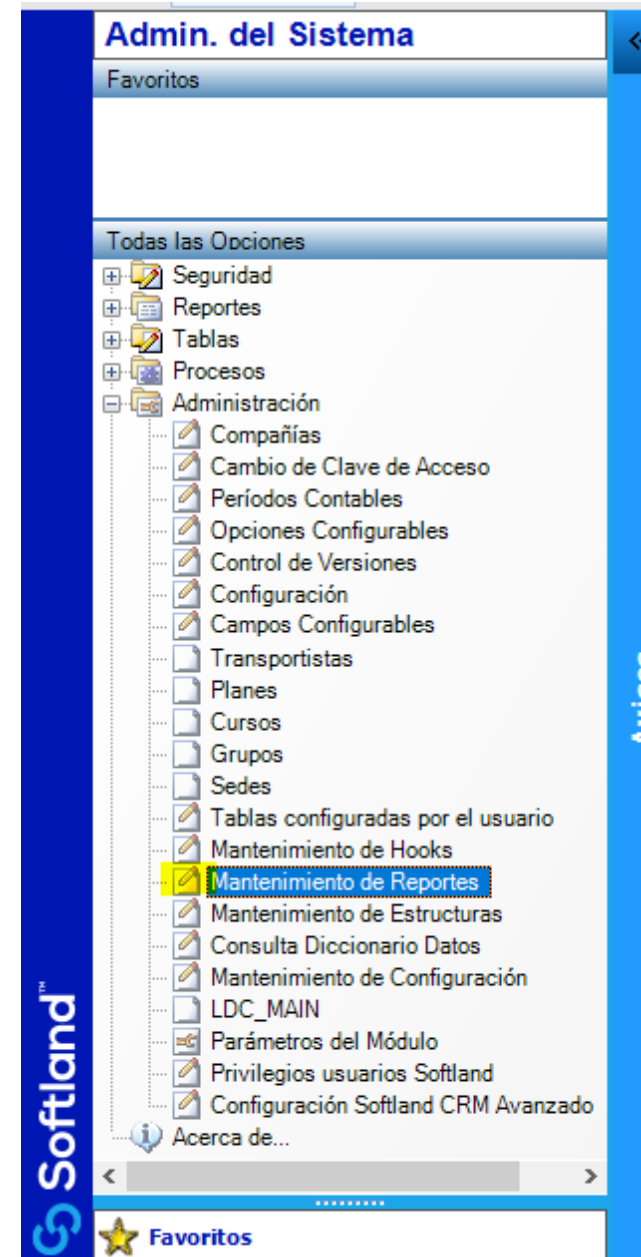 Admin. del Sistema
Favoritos
Todas las Opciones
Seguridad
Reportes
Tablas
Procesos
Administración
Compañías
Cambio de Clave de Acceso
Períodos Contables
Opciones Configurables
Control de Versiones
Configuración
Campos Configurables
Transportistas
Planes
Cursos
Grupos
Sedes
Tablas configuradas por el usuario
Mantenimiento de Hooks
Mantenimiento de Reportes
Mantenimiento de Estructuras
Consulta Diccionario Datos
Mantenimiento de Configuración
LDC_MAIN
Parámetros del Módulo
Privilegios usuarios Softland
Configuración Softland CRM Avanzado
Acerca de...
Favoritos
Softland™